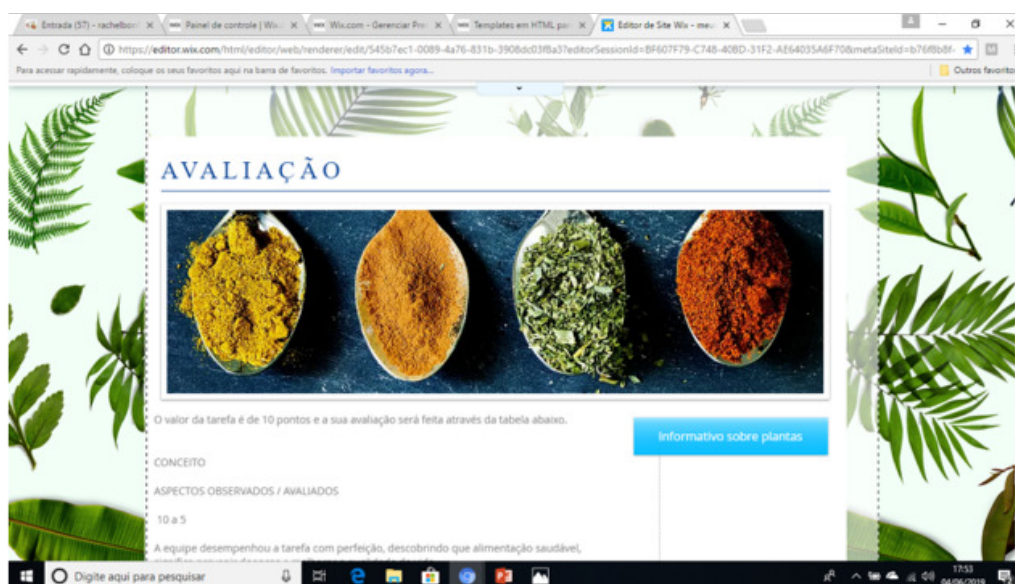 Entrada (57) - rachelbor
Painel de controle | Wix.
Wix.com - Gerenciar Pre
Templates em HTML par
Editor de Site Wix - meu
https://editor.wix.com/html/editor/web/renderer/edit/545b7ec1-0089-4a76-831b-3908dc03f8a3?editorSessionId=BF607F79-C748-40BD-31F2-AE64035A6F70&metaSiteId=b76f8b8f-
Para acessar rapidamente, coloque os seus favoritos aqui na barra de favoritos. Importar favoritos agora...
Outros favoritos
AVALIAÇÃO
O valor da tarefa é de 10 pontos e a sua avaliação será feita através da tabela abaixo.
Informativo sobre plantas
CONCEITO
ASPECTOS OBSERVADOS / AVALIADOS
10 a 5
A equipe desempenhou a tarefa com perfeição, descobrindo que alimentação saudável,
Digite aqui para pesquisar
17:53
04/06/2019